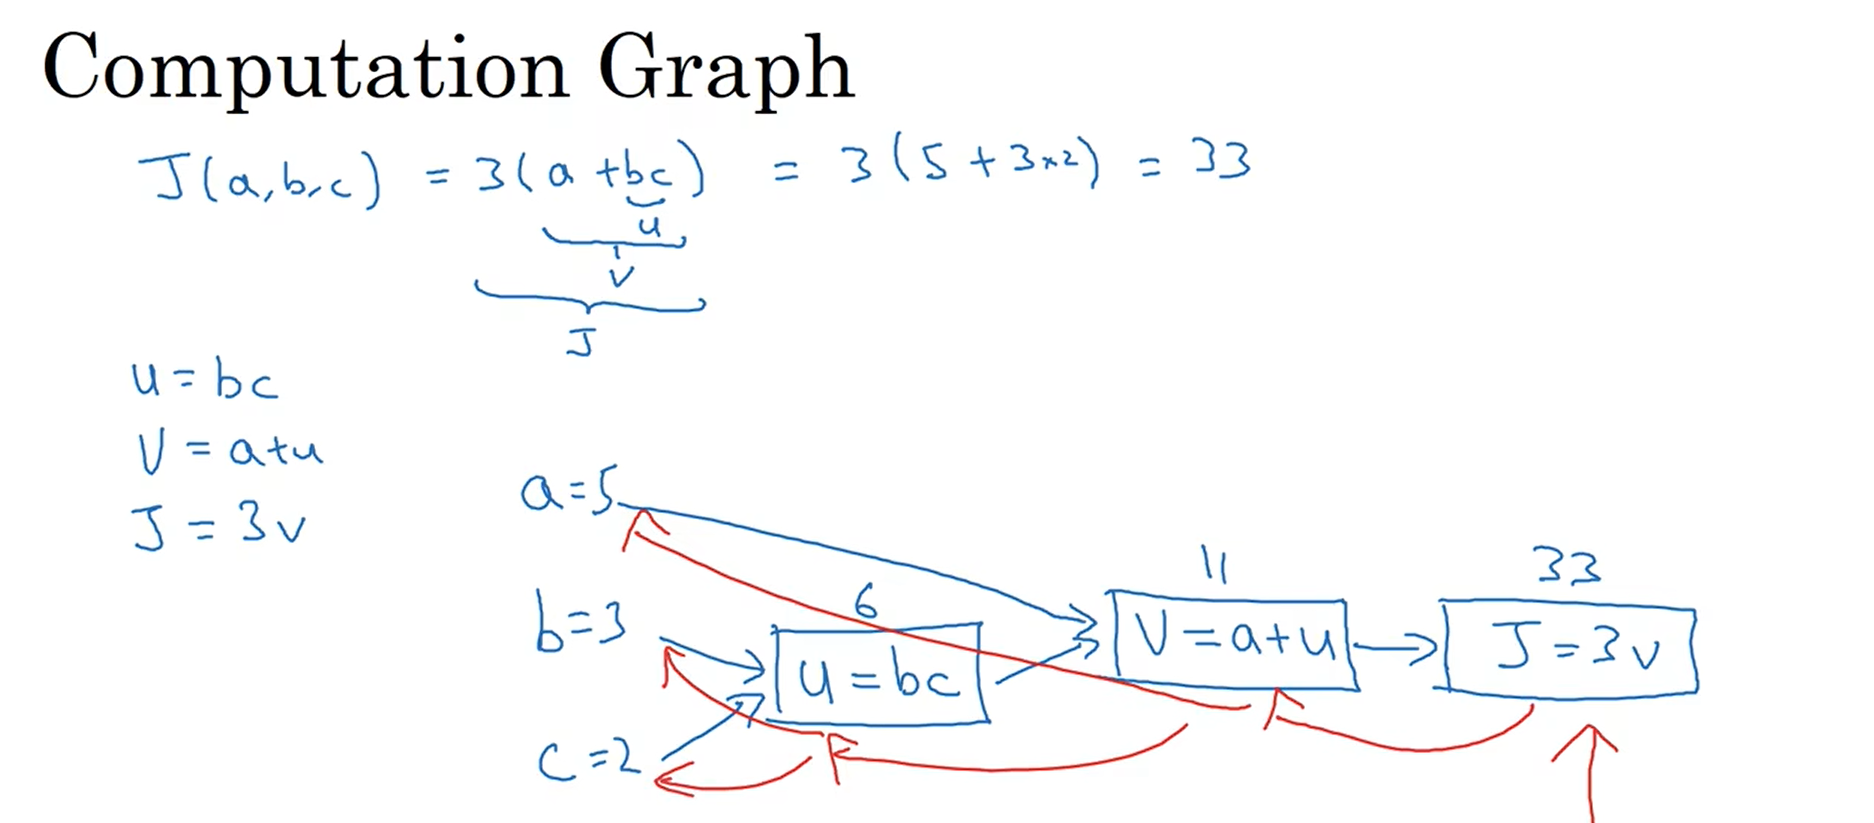 Computation Graph
J(a,b,c) = 3(a+bc) = 3(5+3×2) = 33
u
v
J
u = bc
V = a+u
J = 3v
a=5
11
33
b=3
6
V = a+u
J = 3v
u = bc
c=2